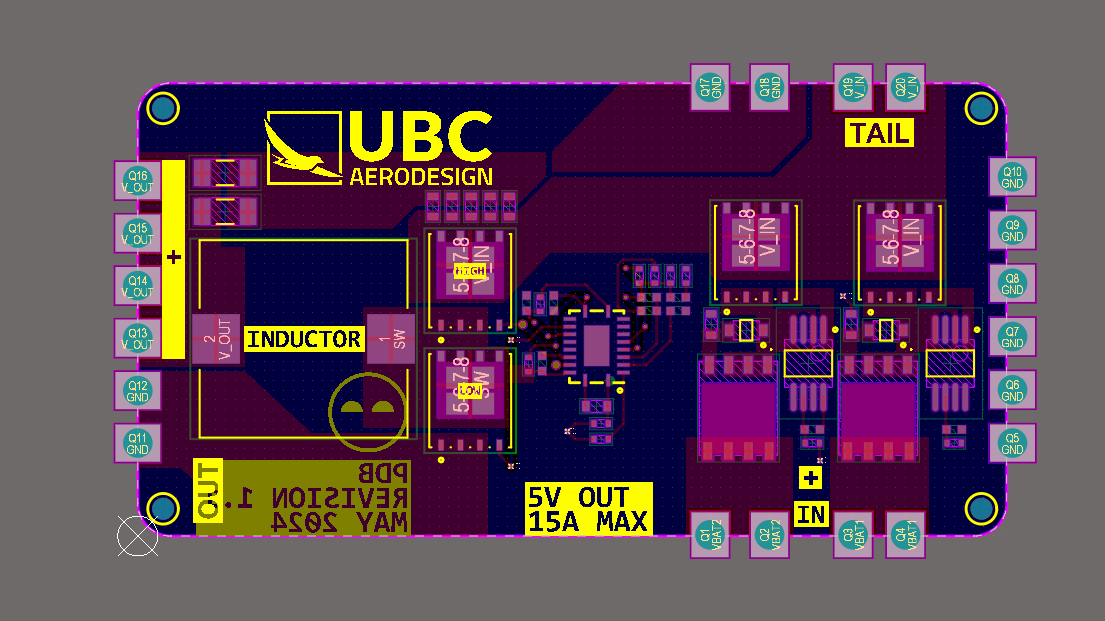 Q17
GND
Q18
GND
Q19
V_IN
Q20
V_IN
UBC
AERODESIGN
TAIL
Q16
V_OUT
Q15
V_OUT
Q14
V_OUT
Q13
V_OUT
Q12
GND
Q11
GND
+
Q10
GND
Q9
GND
Q8
GND
Q7
GND
Q6
GND
Q5
GND
5-6-7-8
V_IN
HIGH
5-6-7-8
V_IN
5-6-7-8
V_IN
2
V_OUT
INDUCTOR
1
SW
5-6-7-8
SW
LOW
OUT
PDB
REVISION 1.
MAY 2024
5V OUT
15A MAX
+
IN
Q1
VBAT2
Q2
VBAT2
Q3
VBAT1
Q4
VBAT1